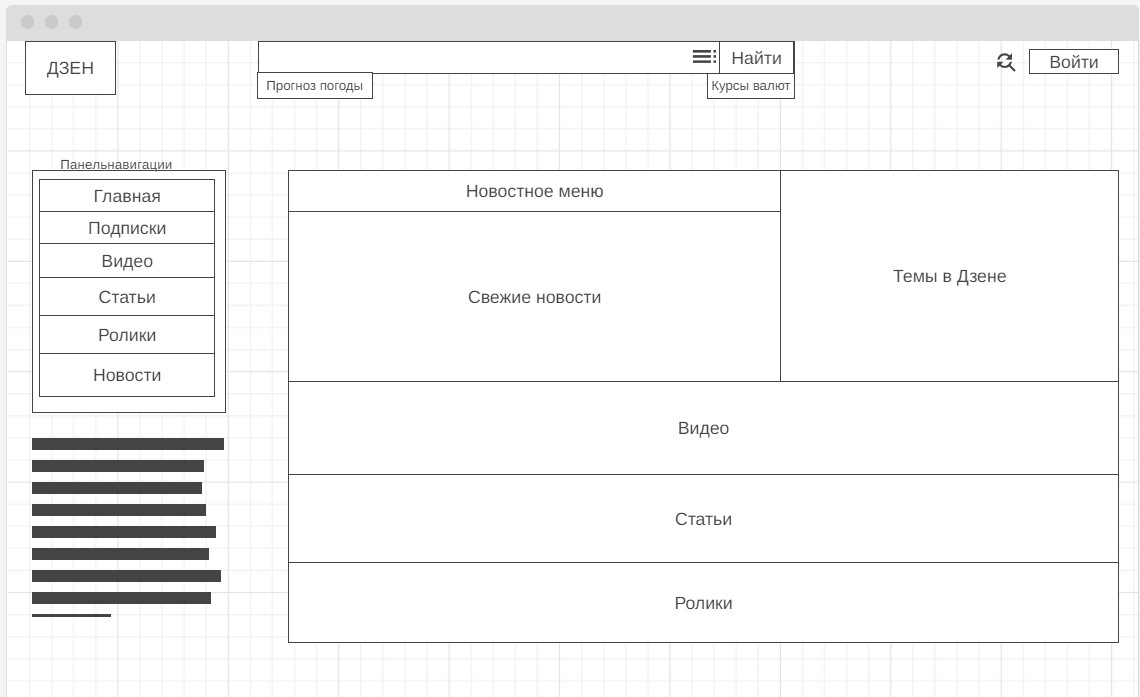 ДЗЕН
Найти
Войти
Прогноз погоды
Курсы валют
Панельнавигации
Главная
Подписки
Видео
Статьи
Ролики
Новости
Новостное меню
Свежие новости
Темы в Дзене
Видео
Статьи
Ролики